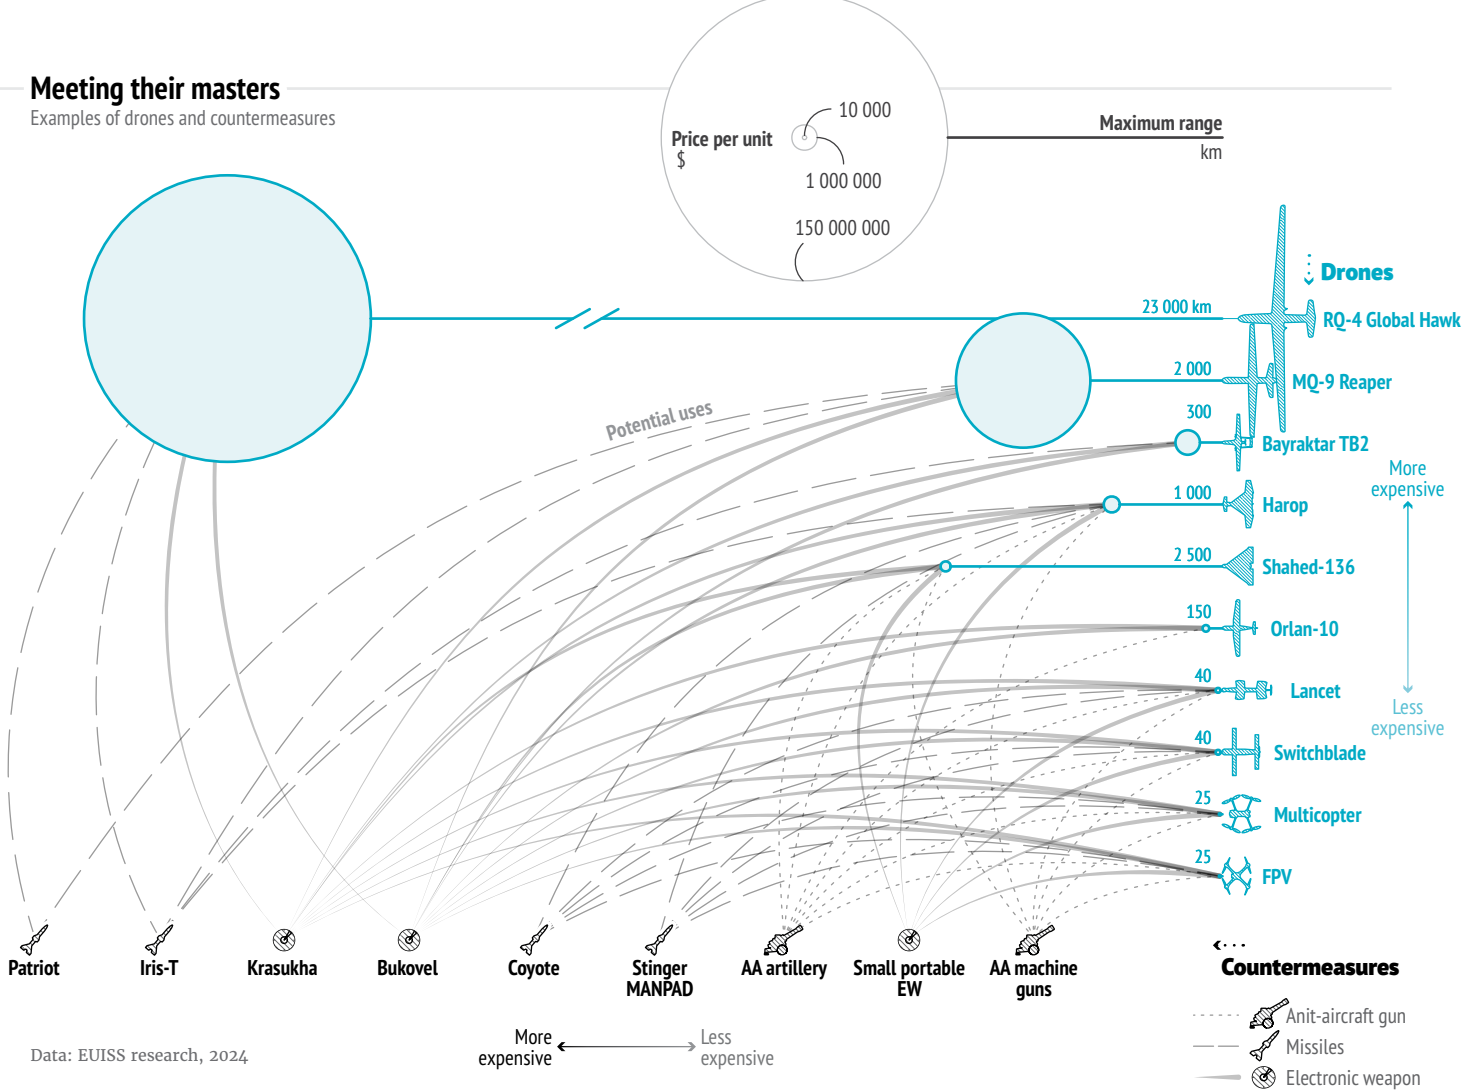 Meeting their masters
Examples of drones and countermeasures
Price per unit
$
10 000
1 000 000
150 000 000
Maximum range
km
Drones
23 000 km
RQ-4 Global Hawk
2 000
MQ-9 Reaper
Potential uses
300
Bayraktar TB2
More
expensive
1 000
Harop
2 500
Shahed-136
150
Orlan-10
40
Lancet
Less
expensive
40
Switchblade
25
Multicopter
25
FPV
Patriot
Iris-T
Krasukha
Bukovel
Coyote
Stinger
MANPAD
AA artillery
Small portable
EW
AA machine
guns
Countermeasures
Anit-aircraft gun
Missiles
Electronic weapon
More
expensive
Less
expensive
Data: EUISS research, 2024